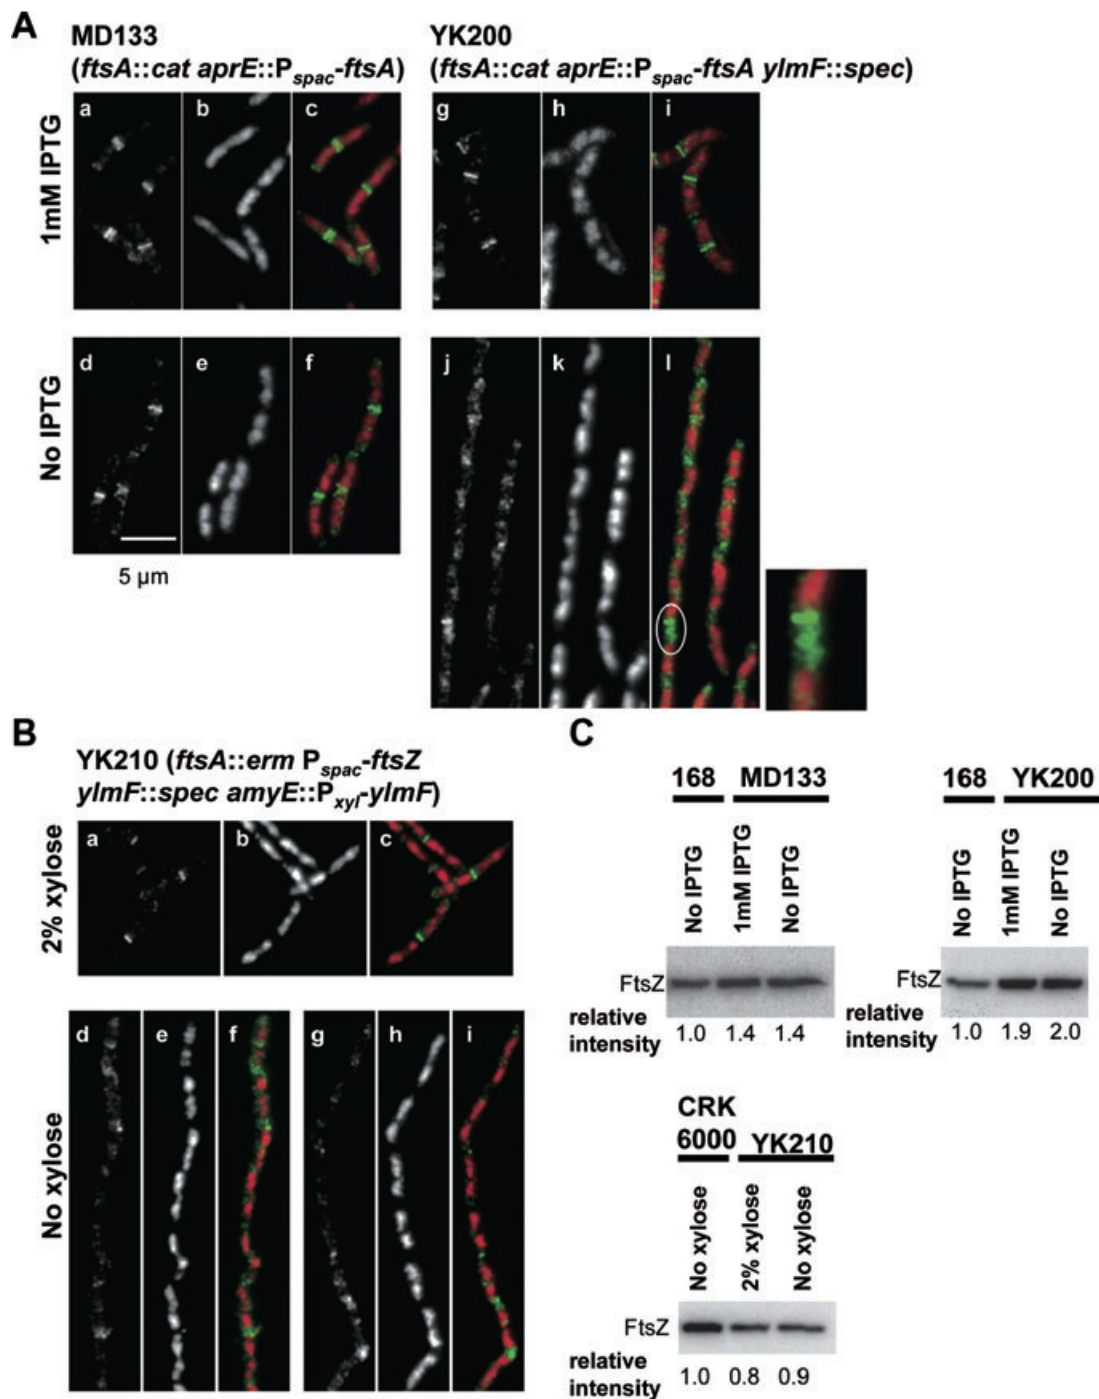 A
MD133
(ftsA::cat aprE::Pspac-ftsA)
YK200
(ftsA::cat aprE::Pspac-ftsA ylmF::spec)
1mM IPTG
a b c
g h i
No IPTG
d e f
j k l
5 µm
B
YK210 (ftsA::erm Pspac-ftsZ
ylmF::spec amyE::Pxyl-ylmF)
2% xylose
a b c
No xylose
d e f g h i
C
168 MD133
No IPTG 1mM IPTG No IPTG
FtsZ
relative
intensity 1.0 1.4 1.4
168 YK200
No IPTG 1mM IPTG No IPTG
FtsZ
relative
intensity 1.0 1.9 2.0
CRK
6000 YK210
No xylose 2% xylose No xylose
FtsZ
relative
intensity 1.0 0.8 0.9